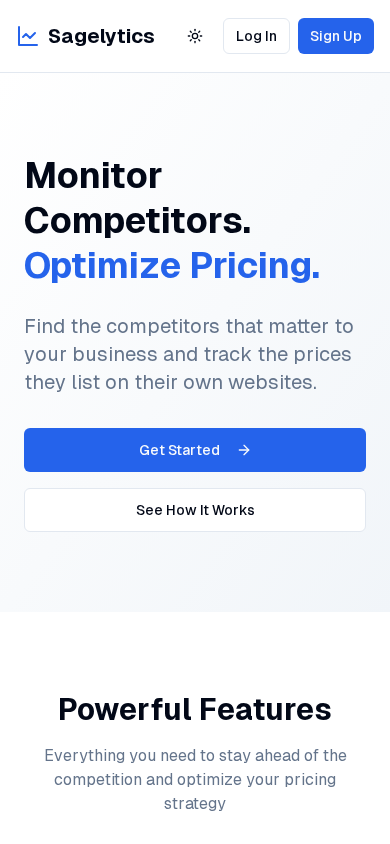 Sagelytics
Log In
Sign Up
Monitor
Competitors.
Optimize Pricing.
Find the competitors that matter to
your business and track the prices
they list on their own websites.
Get Started
See How It Works
Powerful Features
Everything you need to stay ahead of the
competition and optimize your pricing
strategy